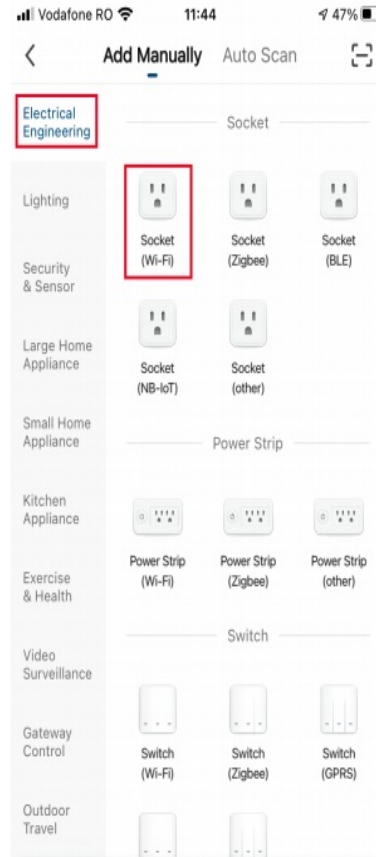 Vodafone RO 11:44 47%
Add Manually Auto Scan
Electrical
Engineering
Lighting
Security
& Sensor
Large Home
Appliance
Small Home
Appliance
Kitchen
Appliance
Exercise
& Health
Video
Surveillance
Gateway
Control
Outdoor
Travel
Socket
Socket Socket Socket
(Wi-Fi) (Zigbee) (BLE)
Socket Socket
(NB-IoT) (other)
Power Strip
Power Strip Power Strip Power Strip
(Wi-Fi) (Zigbee) (other)
Switch
Switch Switch Switch
(Wi-Fi) (Zigbee) (GPRS)